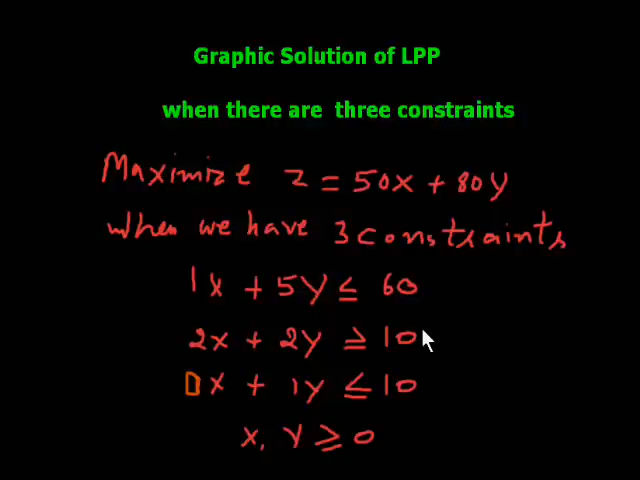 Graphic Solution of LPP
when there are three constraints
Maximize Z = 50x + 80y
When we have 3 constraints
1x + 5y ≤ 60
2x + 2y ≥ 10
0x + 1y ≤ 10
x, y ≥ 0